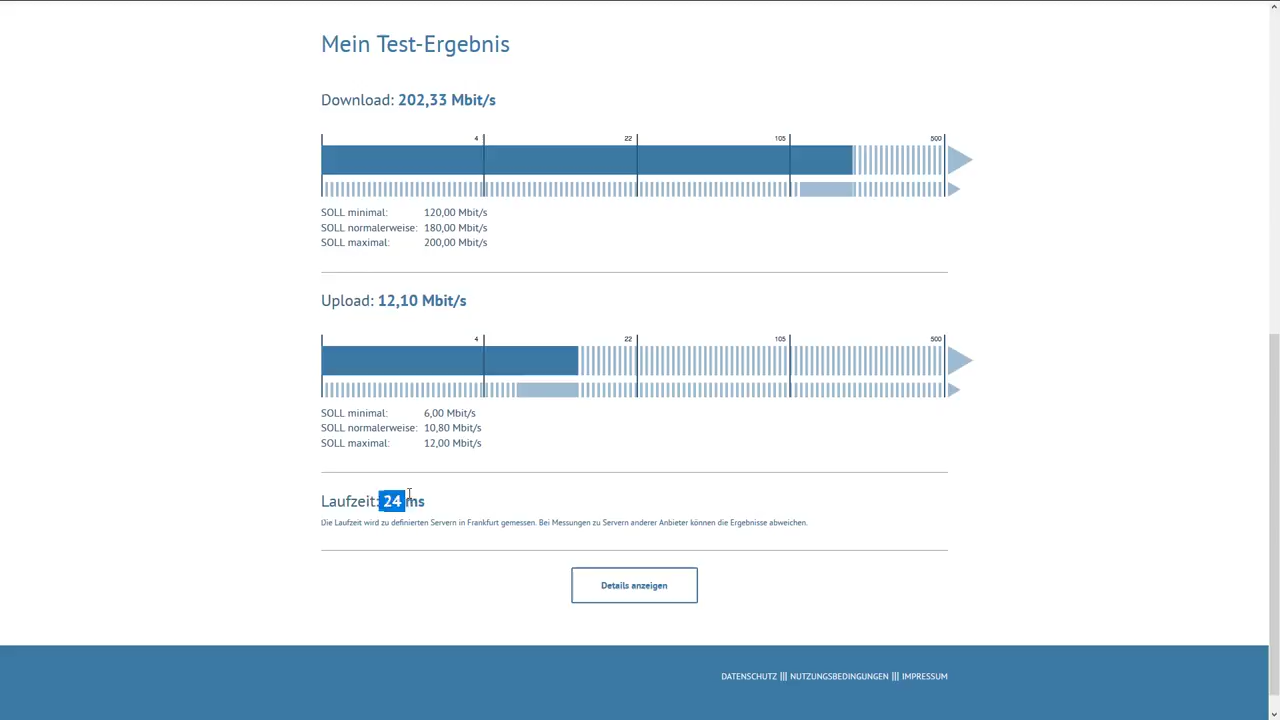 Mein Test-Ergebnis
Download: 202,33 Mbit/s
4 22 105 500
SOLL minimal: 120,00 Mbit/s
SOLL normalerweise: 180,00 Mbit/s
SOLL maximal: 200,00 Mbit/s
Upload: 12,10 Mbit/s
4 22 105 500
SOLL minimal: 6,00 Mbit/s
SOLL normalerweise: 10,80 Mbit/s
SOLL maximal: 12,00 Mbit/s
Laufzeit: 24 ms
Die Laufzeit wird zu definierten Servern in Frankfurt gemessen. Bei Messungen zu Servern anderer Anbieter können die Ergebnisse abweichen.
Details anzeigen
DATENSCHUTZ ||| NUTZUNGSBEDINGUNGEN ||| IMPRESSUM